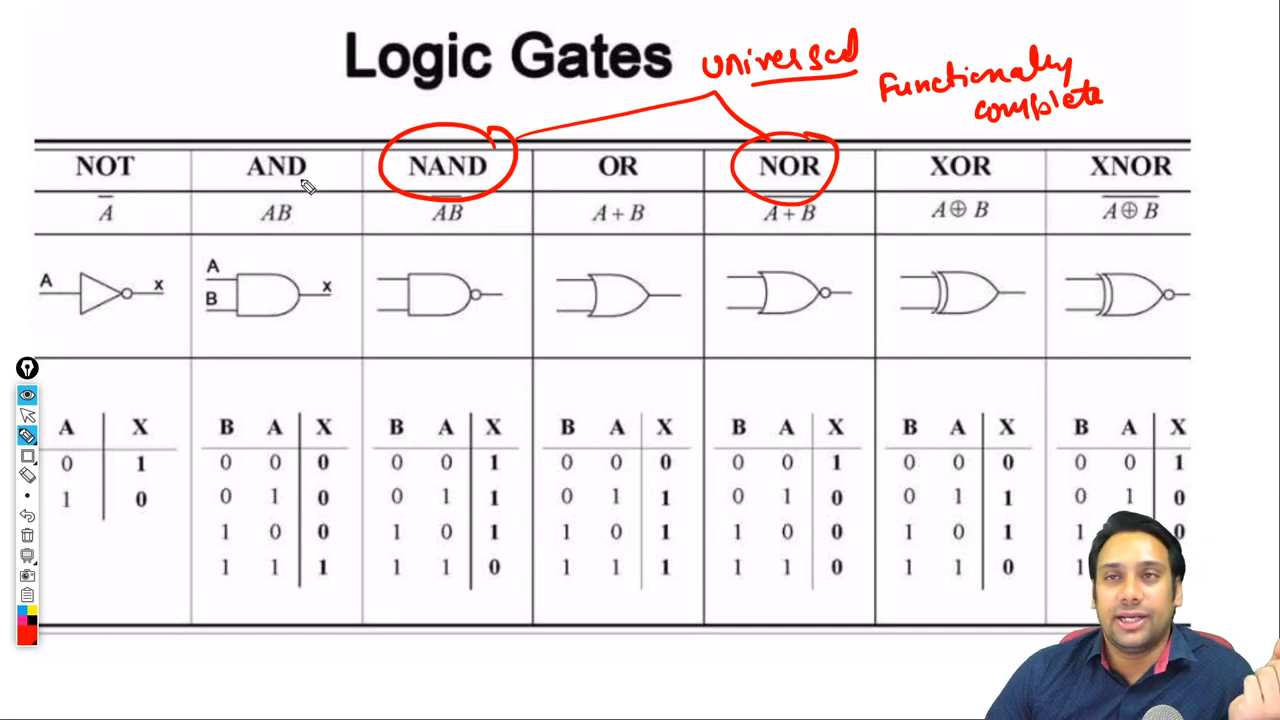 Logic Gates
universal
Functionally
complete
NOT AND NAND OR NOR XOR XNOR
A̅ AB A̅B̅ A + B A̅ ̅+̅ ̅B̅ A ⊕ B A̅ ̅⊕̅ ̅B̅
A x A x
B
A X B A X B A X B A X B A X B A X B A X
0 1 0 0 0 0 0 1 0 0 0 0 0 1 0 0 0 0 0 1
1 0 0 1 0 0 1 1 0 1 1 0 1 0 0 1 1 0 1 0
1 0 0 1 0 1 1 0 1 1 0 0 1 0 1 1 0
1 1 1 1 1 0 1 1 1 1 1 0 1 1 0 1